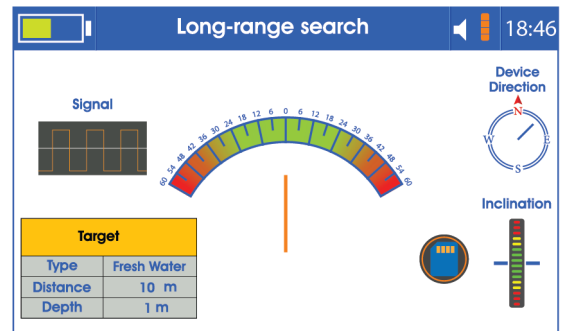 Long-range search
18:46
Signal
60 54 48 42 36 30 24 18 12 6 0 6 12 18 24 30 36 42 48 54 60
Device
Direction
N
W E
S
Inclination
Target
Type Fresh Water
Distance 10 m
Depth 1 m